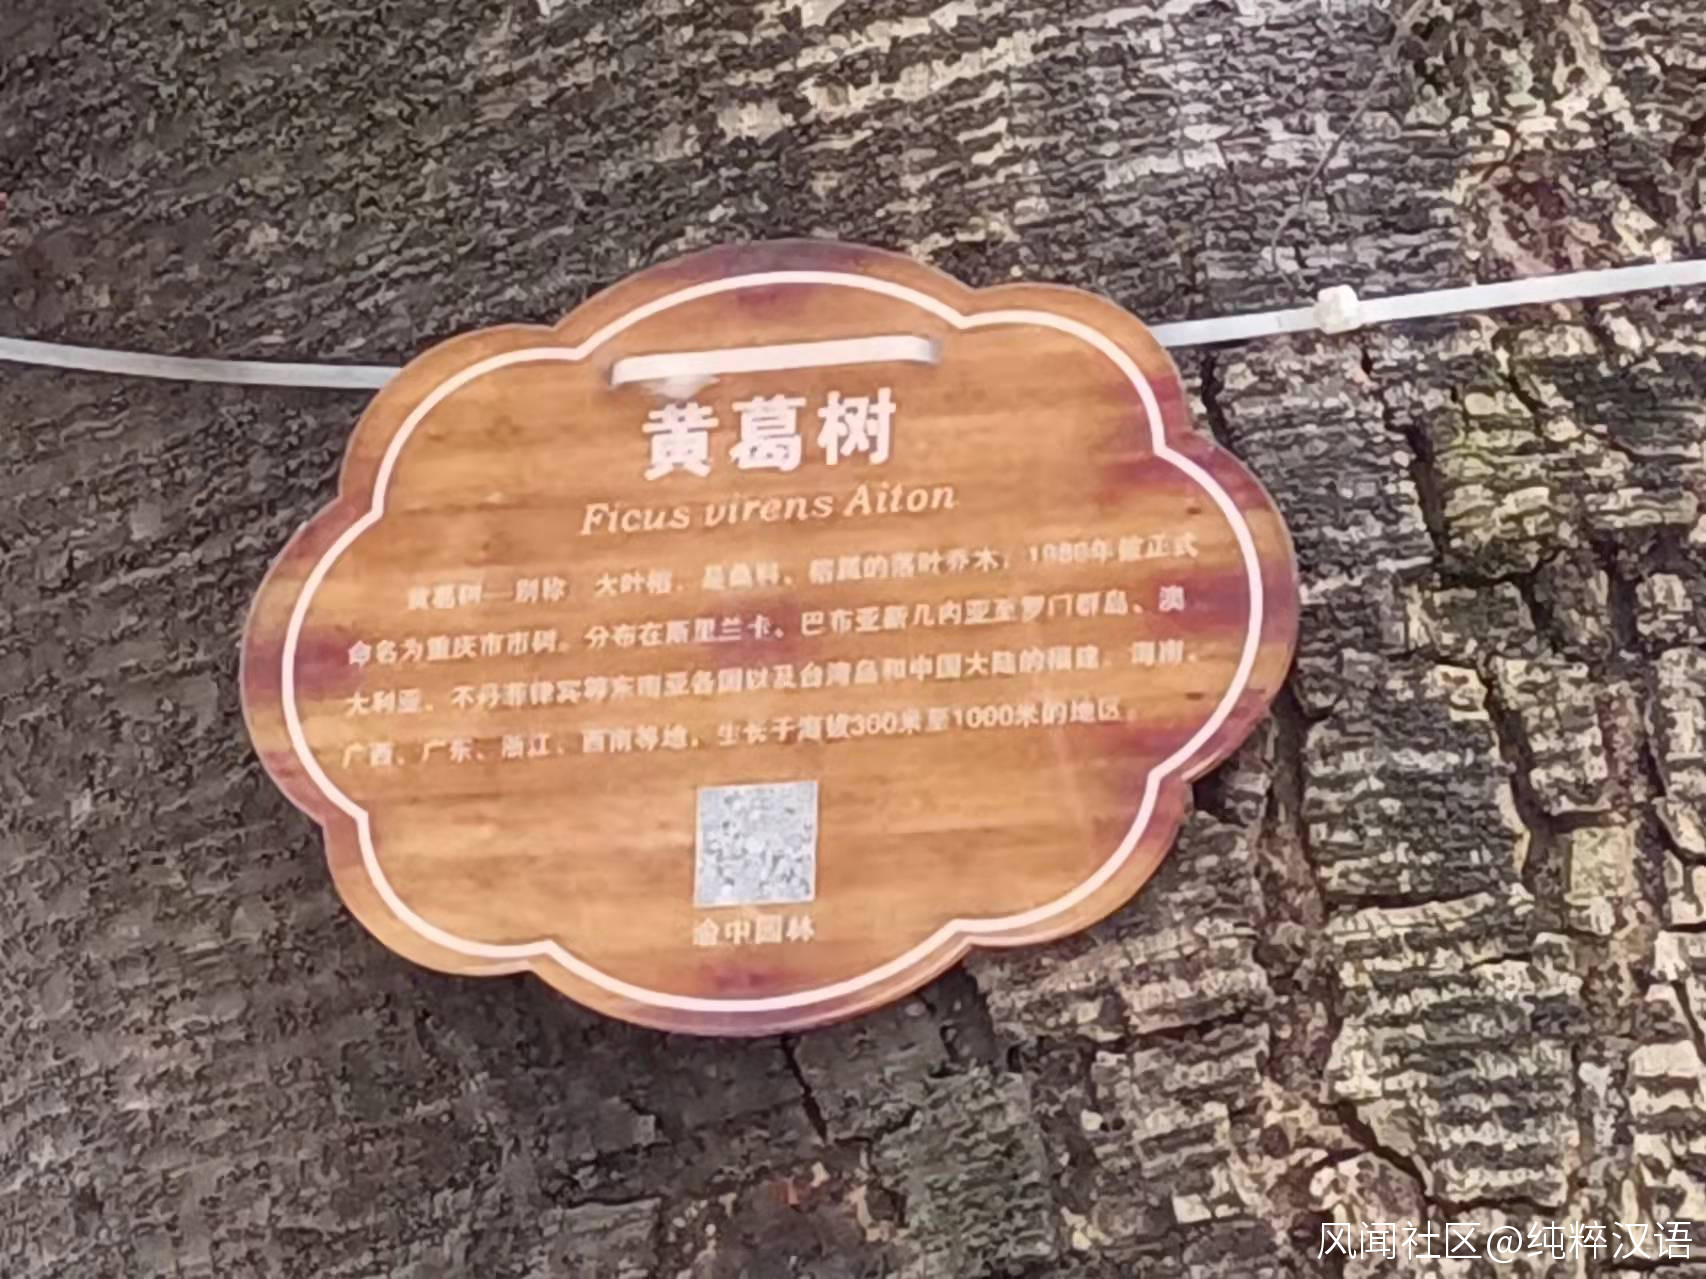 黄葛树
Ficus virens Aiton
黄葛树 别称 大叶榕 是桑科、榕属的落叶乔木, 年被正式
命名为重庆市市树。分布在斯里兰卡、巴布亚新几内亚至罗门群岛、澳
大利亚、不丹菲律宾等东南亚各国以及台湾岛和中国大陆的福建、海南、
广西、广东、浙江、西南等地,生长于海拔300米至1000米的地区。
渝中园林
风闻社区@纯粹汉语